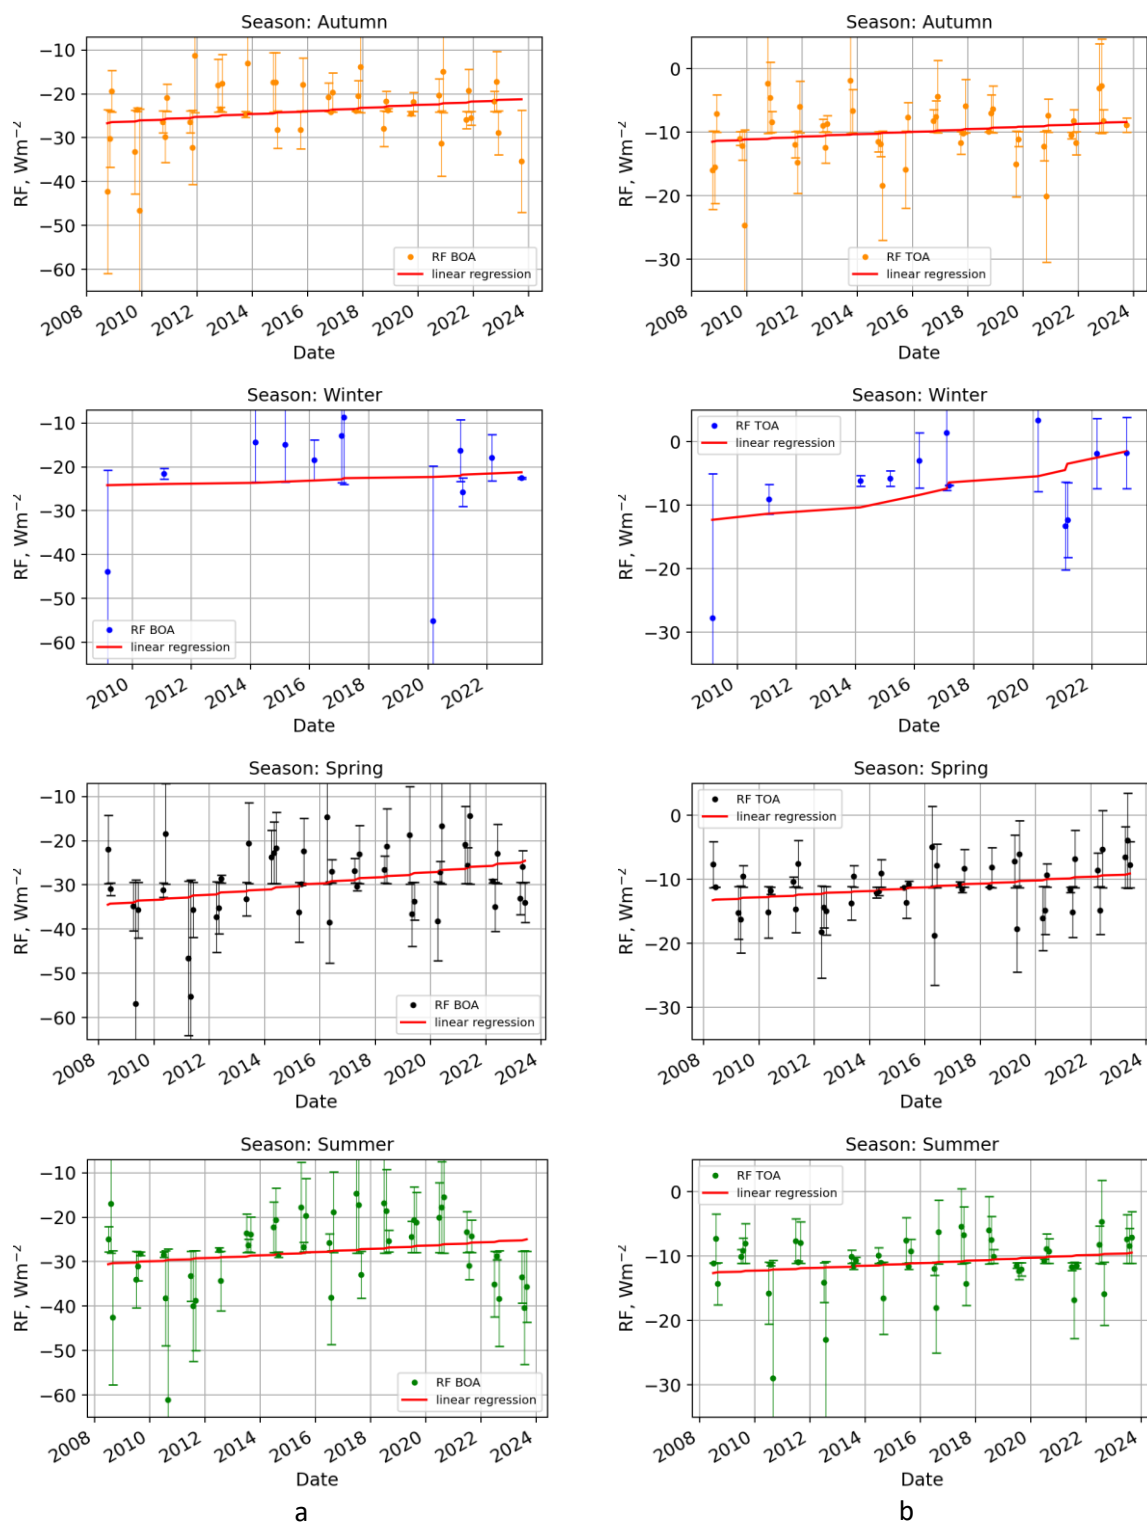 Season: Autumn
RF, Wm−2
−10
−20
−30
−40
−50
−60
RF BOA
linear regression
2008 2010 2012 2014 2016 2018 2020 2022 2024
Date
Season: Autumn
RF, Wm−2
0
−10
−20
−30
RF TOA
linear regression
2008 2010 2012 2014 2016 2018 2020 2022 2024
Date
Season: Winter
RF, Wm−2
−10
−20
−30
−40
−50
−60
RF BOA
linear regression
2010 2012 2014 2016 2018 2020 2022
Date
Season: Winter
RF, Wm−2
RF TOA
linear regression
0
−10
−20
−30
2010 2012 2014 2016 2018 2020 2022
Date
Season: Spring
RF, Wm−2
−10
−20
−30
−40
−50
−60
RF BOA
linear regression
2008 2010 2012 2014 2016 2018 2020 2022 2024
Date
Season: Spring
RF, Wm−2
RF TOA
linear regression
0
−10
−20
−30
2008 2010 2012 2014 2016 2018 2020 2022 2024
Date
Season: Summer
RF, Wm−2
−10
−20
−30
−40
−50
−60
RF BOA
linear regression
2008 2010 2012 2014 2016 2018 2020 2022 2024
Date
a
Season: Summer
RF, Wm−2
RF TOA
linear regression
0
−10
−20
−30
2008 2010 2012 2014 2016 2018 2020 2022 2024
Date
b